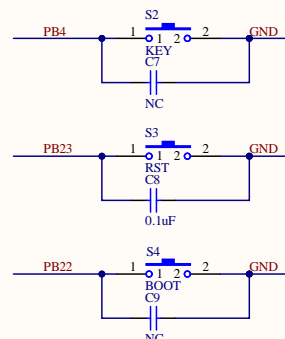 S2
PB4 1 1 2 2 GND
KEY
C7
NC
S3
PB23 1 1 2 2 GND
RST
C8
0.1uF
S4
PB22 1 1 2 2 GND
BOOT
C9
NC